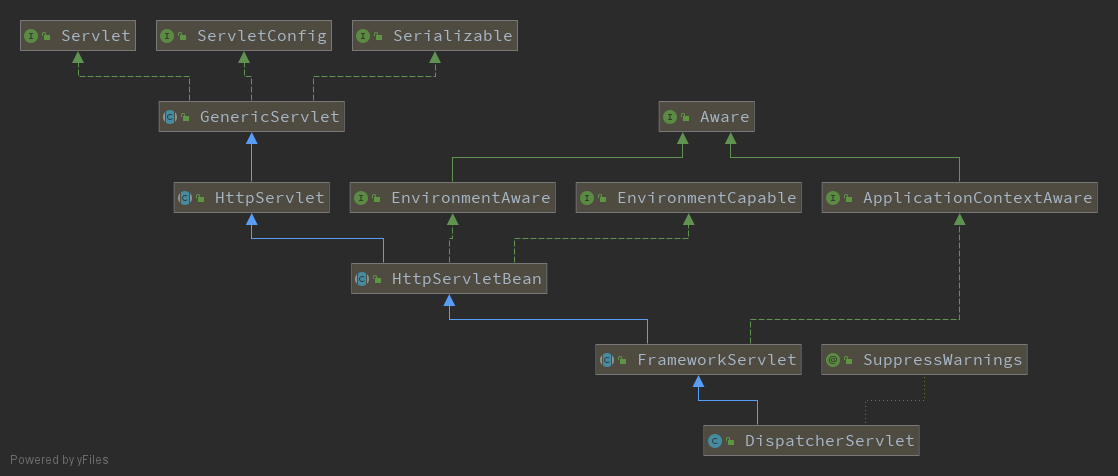 Servlet
ServletConfig
Serializable
GenericServlet
Aware
HttpServlet
EnvironmentAware
EnvironmentCapable
ApplicationContextAware
HttpServletBean
FrameworkServlet
SuppressWarnings
DispatcherServlet
Powered by yFiles